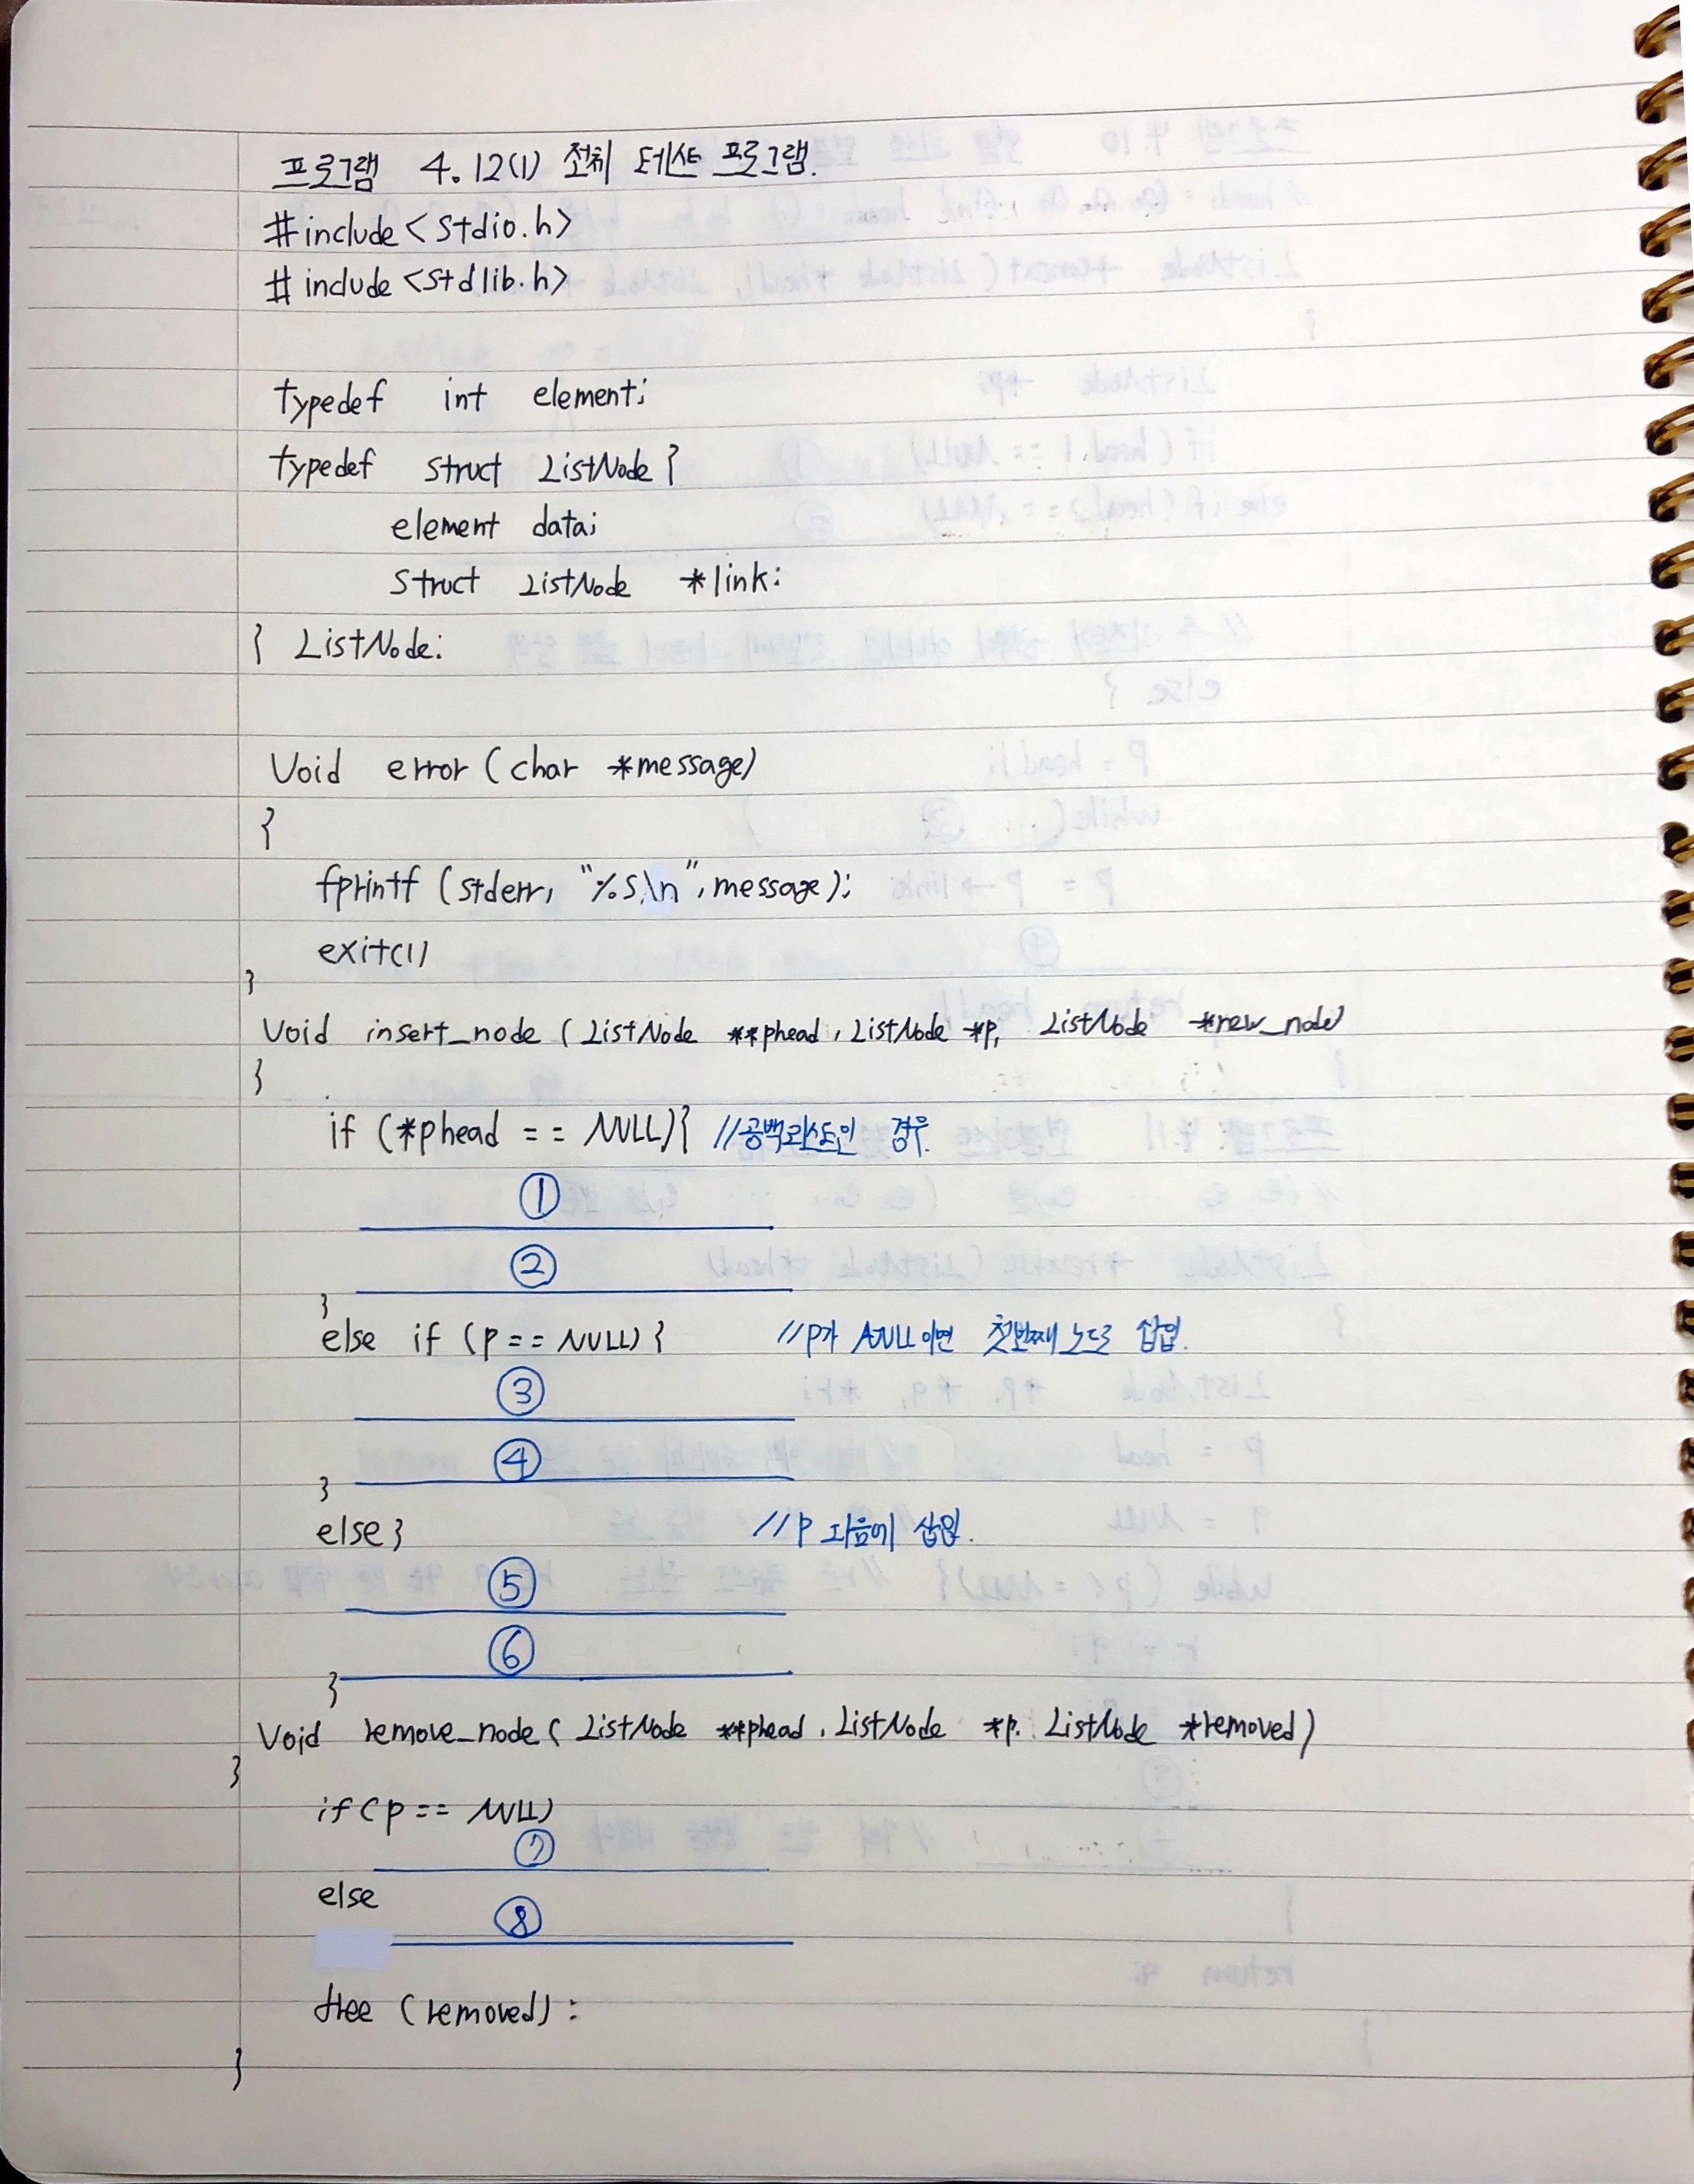 프로그램 4.12(1) 전체 테스트 프로그램.
#include<stdio.h>
#include<stdlib.h>
typedef int element;
typedef struct ListNode {
element data;
struct ListNode *link;
} ListNode;
void error (char *message)
{
fprintf (stderr, "%s\n", message);
exit(1)
}
void insert_node (ListNode **phead, ListNode *p, ListNode *new_node)
{
if (*phead == NULL){ //공백리스트인 경우.
①
②
}
else if (p == NULL) { //p가 NULL이면 첫번째 노드로 삽입.
③
④
}
else{ //p 다음에 삽입.
⑤
⑥
}
void remove_node( ListNode **phead, ListNode *p. ListNode *removed)
{
if(p == NULL)
⑦
else
⑧
free (removed);
}